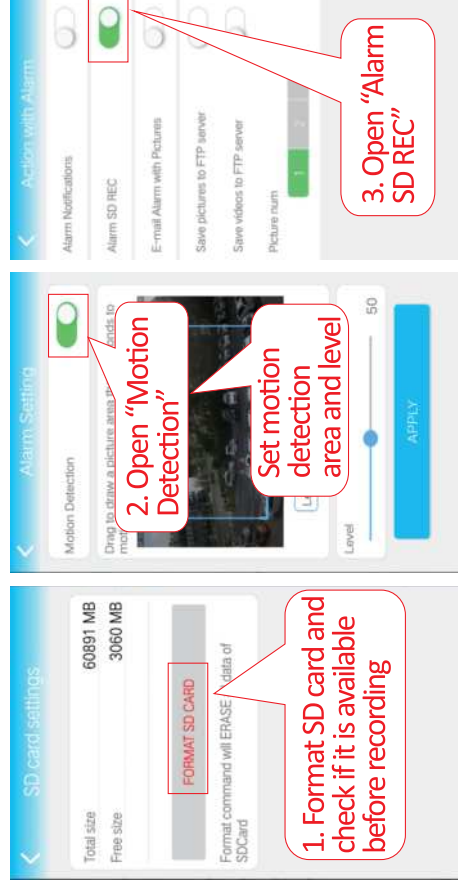 SD card settings
Total size 60891 MB
Free size 3060 MB
FORMAT SD CARD
Format command will ERASE data of
SDCard
1. Format SD card and
check if it is available
before recording
Alarm Setting
Motion Detection
Drag to draw a picture area
2. Open “Motion
Detection”
Set motion
detection
area and level
Level 50
APPLY
Action with Alarm
Alarm Notifications
Alarm SD REC
E-mail Alarm with Pictures
Save pictures to FTP server
Save videos to FTP server
Picture num
1 2
3. Open “Alarm
SD REC”